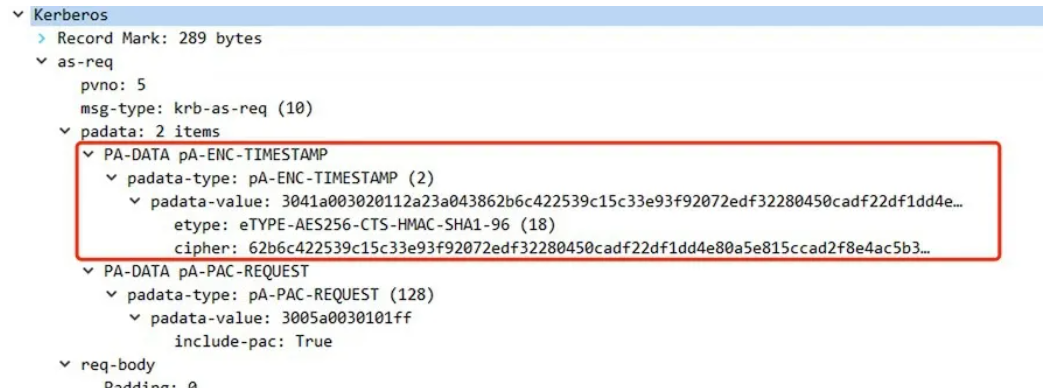 Kerberos
Record Mark: 289 bytes
as-req
pvno: 5
msg-type: krb-as-req (10)
padata: 2 items
PA-DATA pA-ENC-TIMESTAMP
padata-type: pA-ENC-TIMESTAMP (2)
padata-value: 3041a003020112a23a043862b6c422539c15c33e93f92072edf32280450cadf22df1dd4e…
etype: eTYPE-AES256-CTS-HMAC-SHA1-96 (18)
cipher: 62b6c422539c15c33e93f92072edf32280450cadf22df1dd4e80a5e815ccad2f8e4ac5b3…
PA-DATA pA-PAC-REQUEST
padata-type: pA-PAC-REQUEST (128)
padata-value: 3005a0030101ff
include-pac: True
req-body
Padding: 0